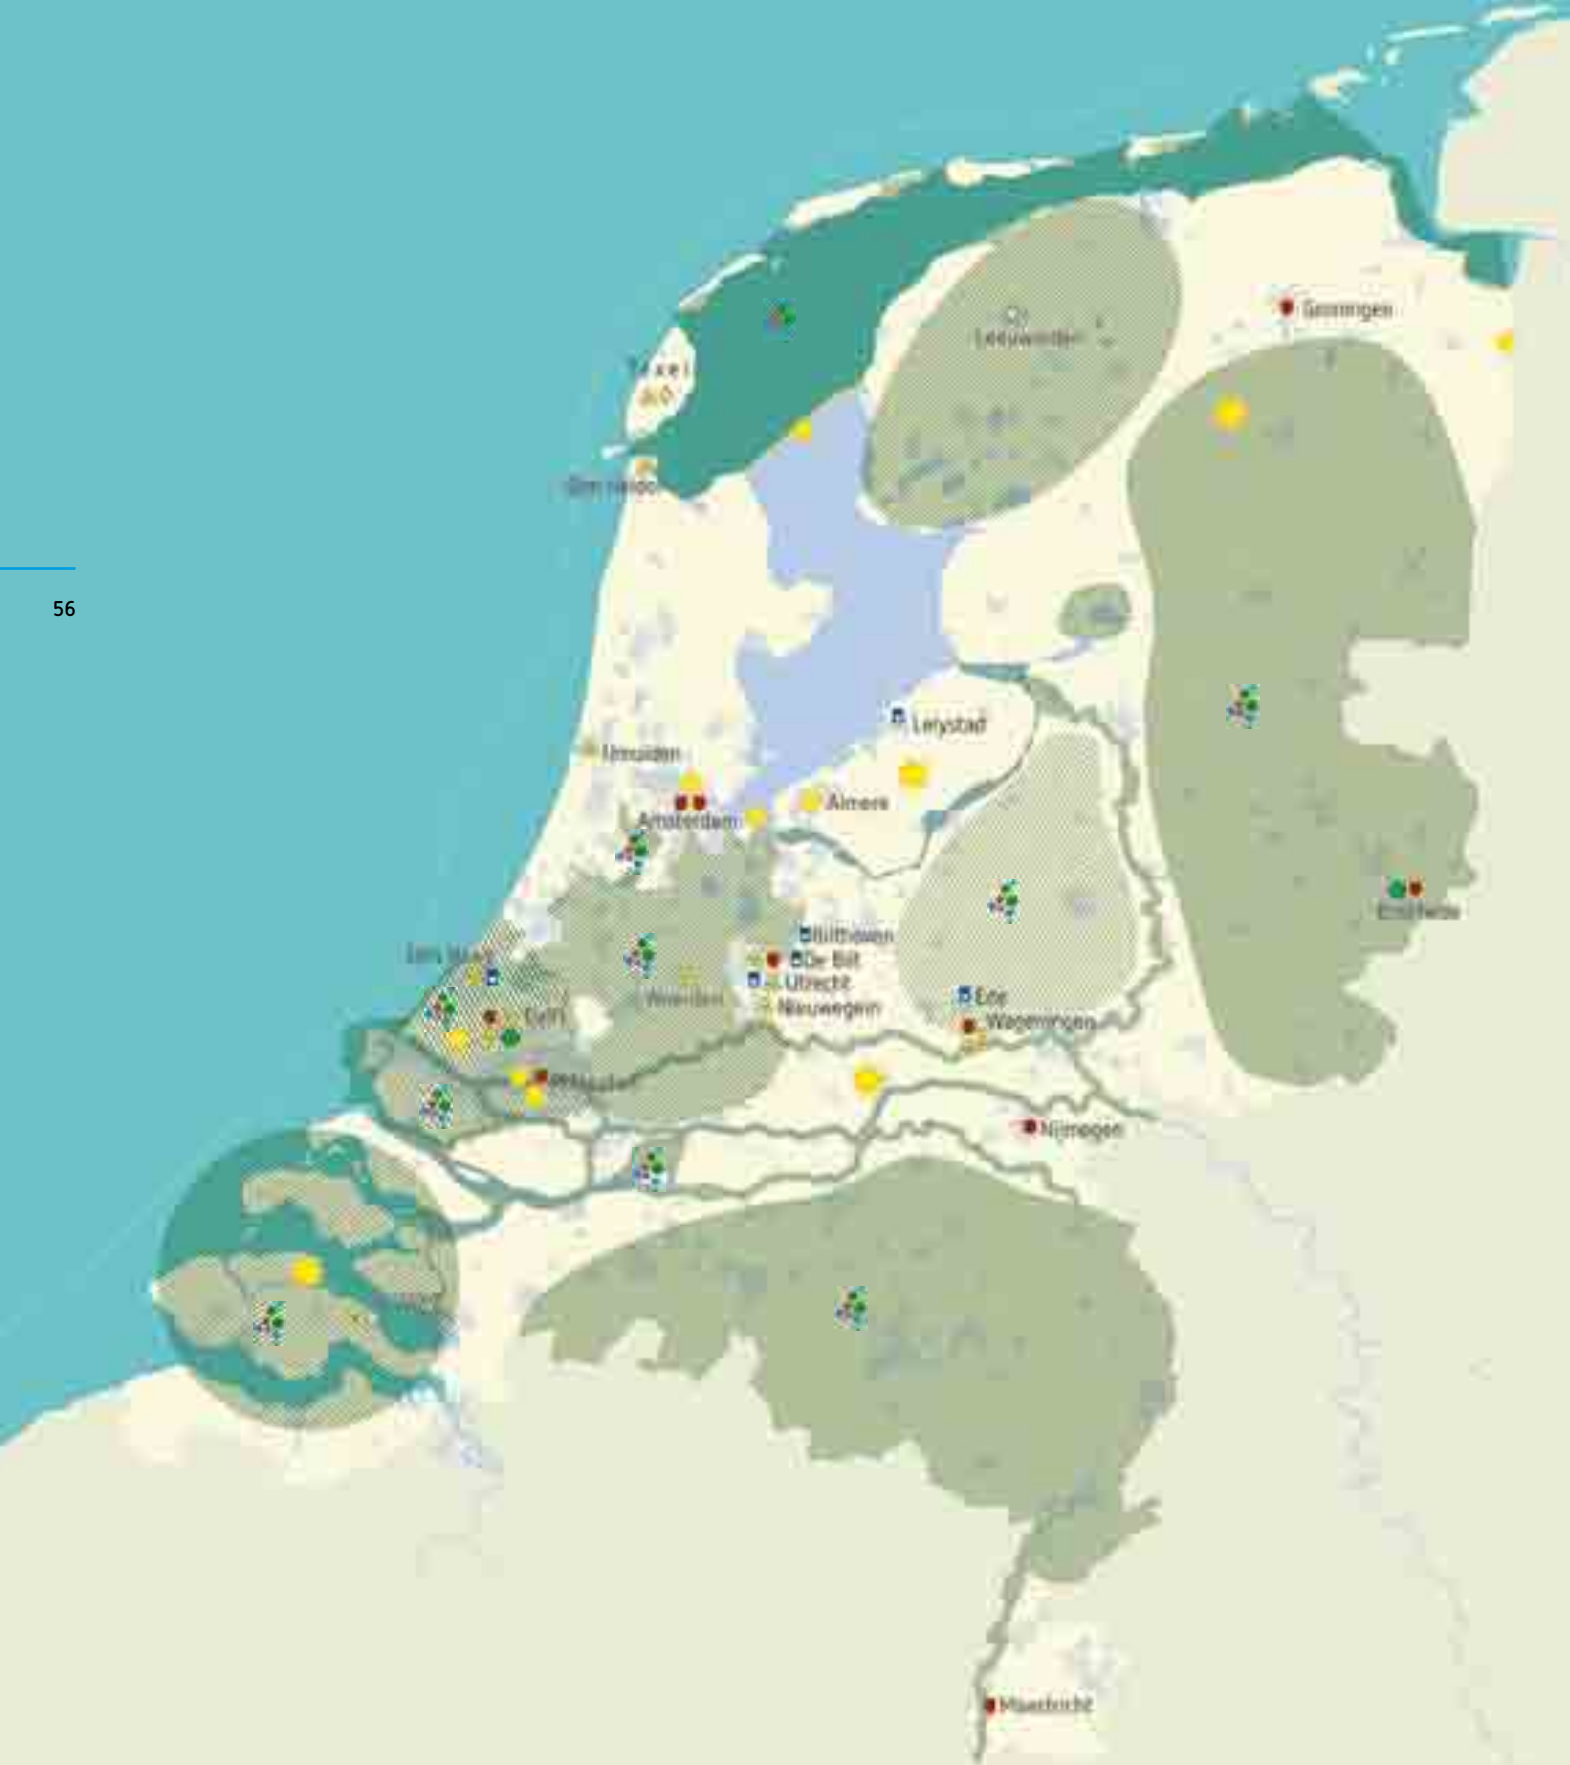 Groningen
Leeuwarden
Texel
Den Helder
56
Lelystad
IJmuiden
Almere
Amsterdam
Enschede
Bilthoven
Den Haag
De Bilt
Utrecht
Ede
Woerden
Nieuwegein
Delft
Wageningen
Rotterdam
Nijmegen
Maastricht